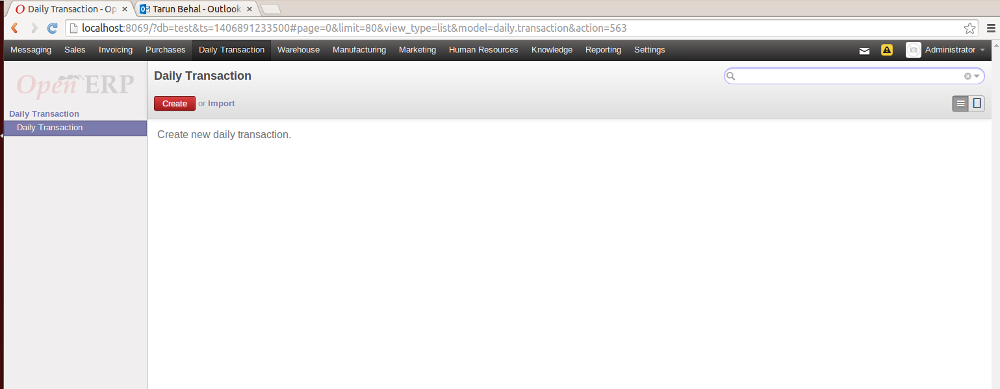 Daily Transaction - Op
Tarun Behal - Outlook
localhost:8069/?db=test&ts=1406891233500#page=0&limit=80&view_type=list&model=daily.transaction&action=563
Messaging Sales Invoicing Purchases Daily Transaction Warehouse Manufacturing Marketing Human Resources Knowledge Reporting Settings Administrator
Open ERP
Daily Transaction
Daily Transaction
Daily Transaction
Create or Import
Create new daily transaction.